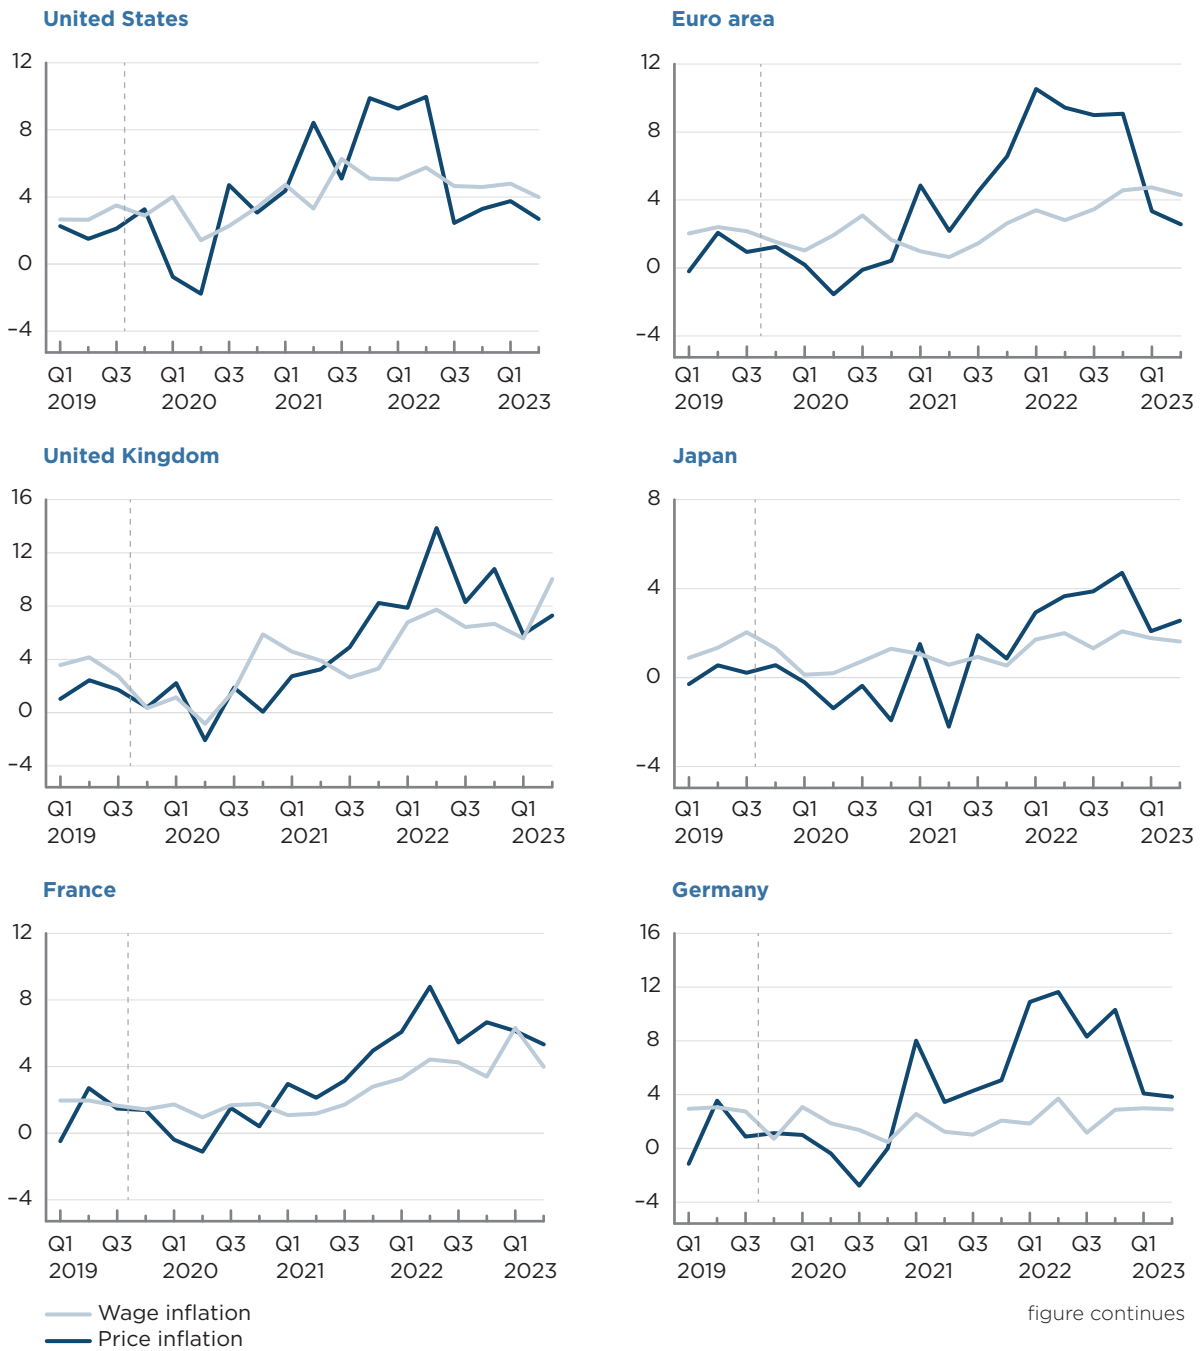 United States
12
8
4
0
–4
Q1 Q3 Q1 Q3 Q1 Q3 Q1 Q3 Q1
2019 2020 2021 2022 2023
Euro area
12
8
4
0
–4
Q1 Q3 Q1 Q3 Q1 Q3 Q1 Q3 Q1
2019 2020 2021 2022 2023
United Kingdom
16
12
8
4
0
–4
Q1 Q3 Q1 Q3 Q1 Q3 Q1 Q3 Q1
2019 2020 2021 2022 2023
Japan
8
4
0
–4
Q1 Q3 Q1 Q3 Q1 Q3 Q1 Q3 Q1
2019 2020 2021 2022 2023
France
12
8
4
0
–4
Q1 Q3 Q1 Q3 Q1 Q3 Q1 Q3 Q1
2019 2020 2021 2022 2023
Germany
16
12
8
4
0
–4
Q1 Q3 Q1 Q3 Q1 Q3 Q1 Q3 Q1
2019 2020 2021 2022 2023
Wage inflation
Price inflation
figure continues